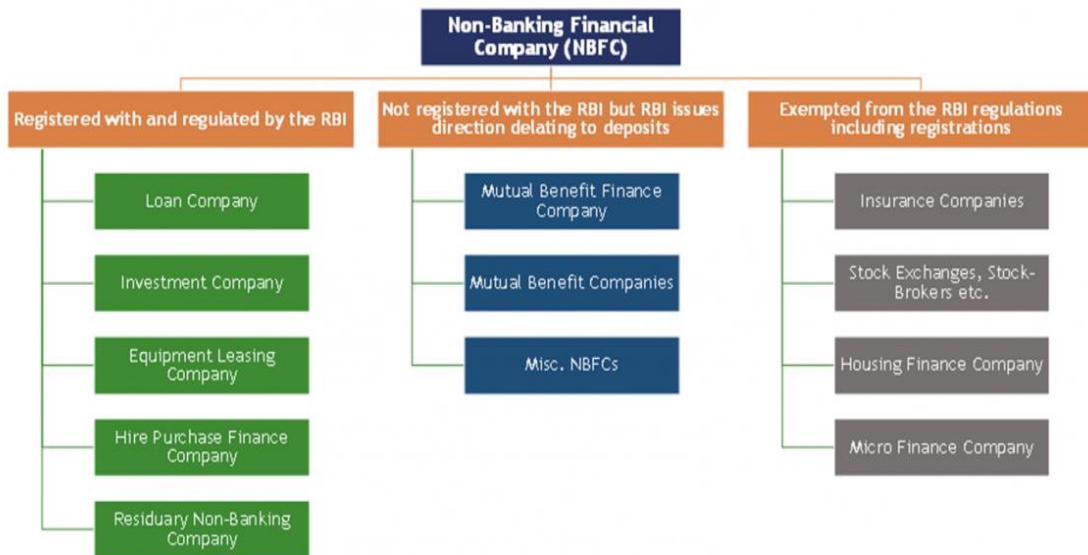 Non-Banking Financial
Company (NBFC)
Registered with and regulated by the RBI
Not registered with the RBI but RBI issues
direction delating to deposits
Exempted from the RBI regulations
including registrations
Loan Company
Investment Company
Equipment Leasing
Company
Hire Purchase Finance
Company
Residuary Non-Banking
Company
Mutual Benefit Finance
Company
Mutual Benefit Companies
Misc. NBFCs
Insurance Companies
Stock Exchanges, Stock-
Brokers etc.
Housing Finance Company
Micro Finance Company